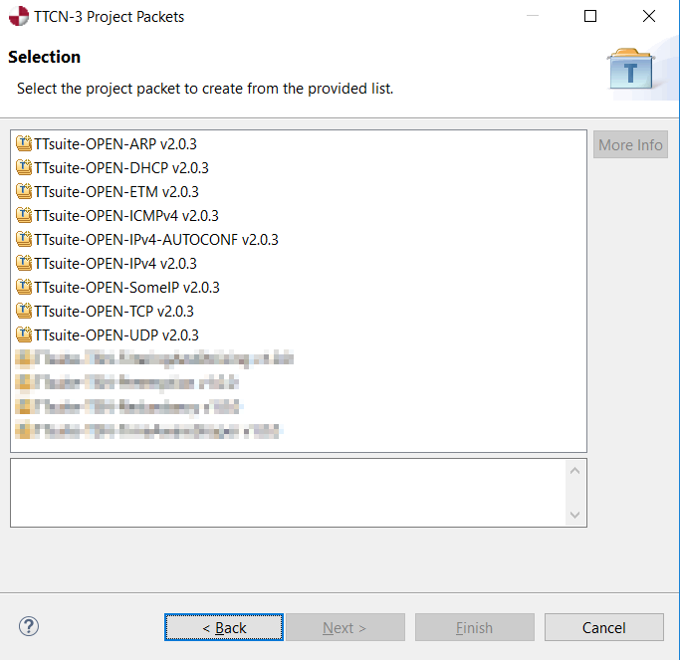 TTCN-3 Project Packets
Selection
Select the project packet to create from the provided list.
TTsuite-OPEN-ARP v2.0.3
More Info
TTsuite-OPEN-DHCP v2.0.3
TTsuite-OPEN-ETM v2.0.3
TTsuite-OPEN-ICMPv4 v2.0.3
TTsuite-OPEN-IPv4-AUTOCONF v2.0.3
TTsuite-OPEN-IPv4 v2.0.3
TTsuite-OPEN-SomeIP v2.0.3
TTsuite-OPEN-TCP v2.0.3
TTsuite-OPEN-UDP v2.0.3
< Back
Next >
Finish
Cancel